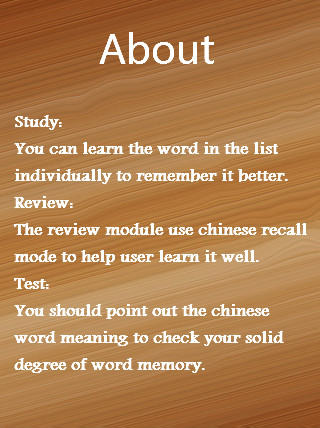 About
Study:
You can learn the word in the list
individually to remember it better.
Review:
The review module use chinese recall
mode to help user learn it well.
Test:
You should point out the chinese
word meaning to check your solid
degree of word memory.